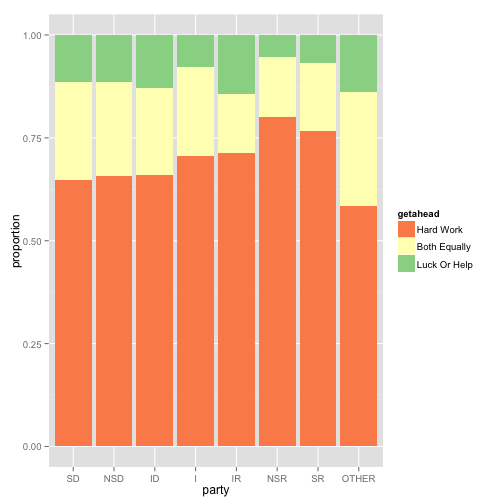 1.00
0.75
0.50
0.25
0.00
proportion
SD NSD ID I IR NSR SR OTHER
party
getahead
Hard Work
Both Equally
Luck Or Help